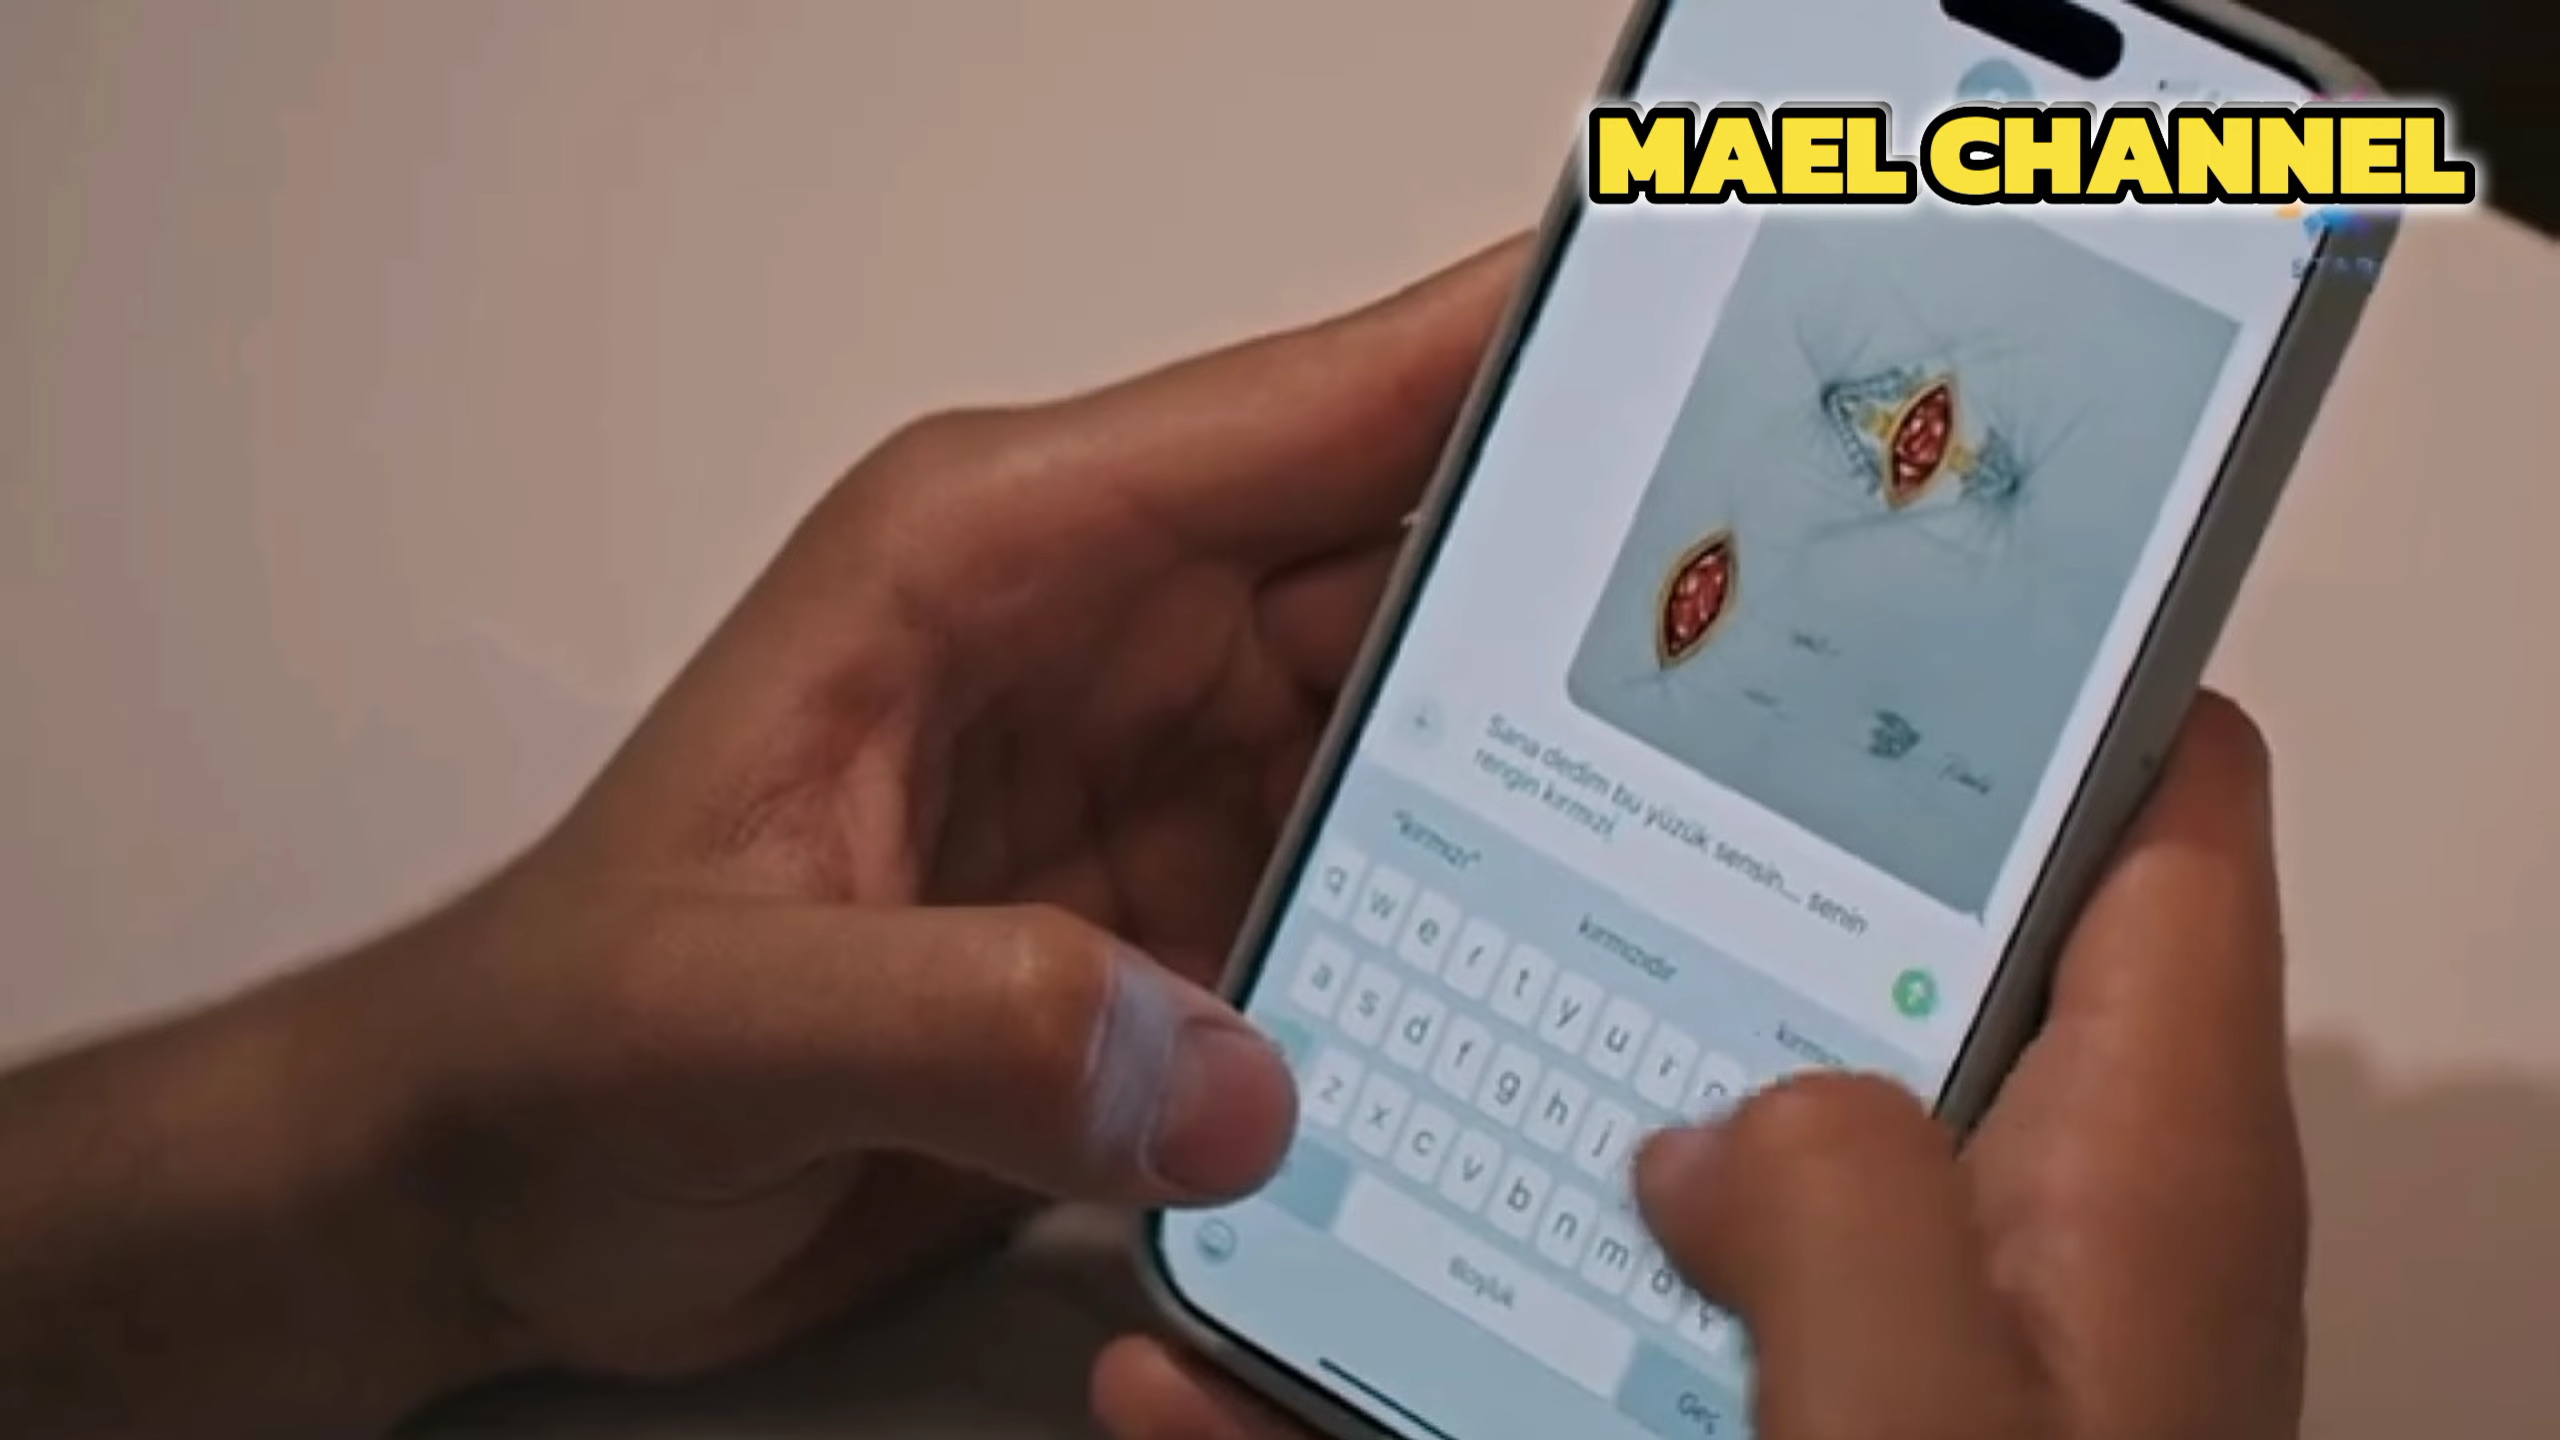 MAEL CHANNEL
Sana dedim bu yüzük sensin... senin
rengin kırmızı
"kırmızı" kırmızıdır
q w e r t y u ı
a s d f g h j
z x c v b n m ö ç
Boşluk Geç